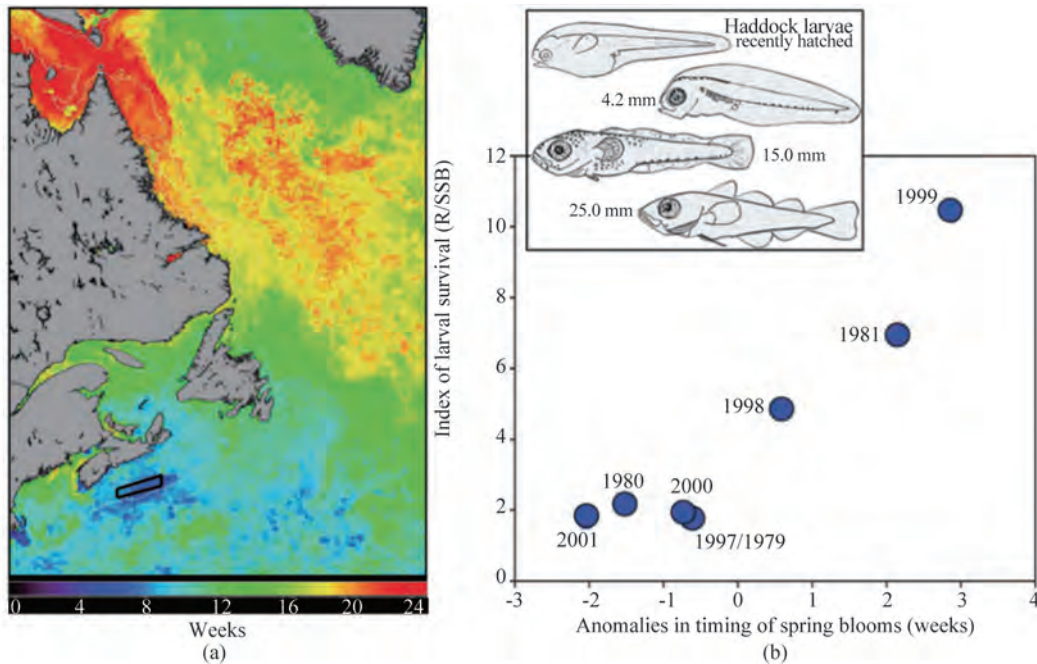 0 4 8 12 16 20 24
Weeks
(a)
Haddock larvae
recently hatched
4.2 mm
15.0 mm
25.0 mm
Index of larval survival (R/SSB)
12
10
8
6
4
2
0
1999
1981
1998
1980
2000
2001
1997/1979
-3 -2 -1 0 1 2 3 4
Anomalies in timing of spring blooms (weeks)
(b)